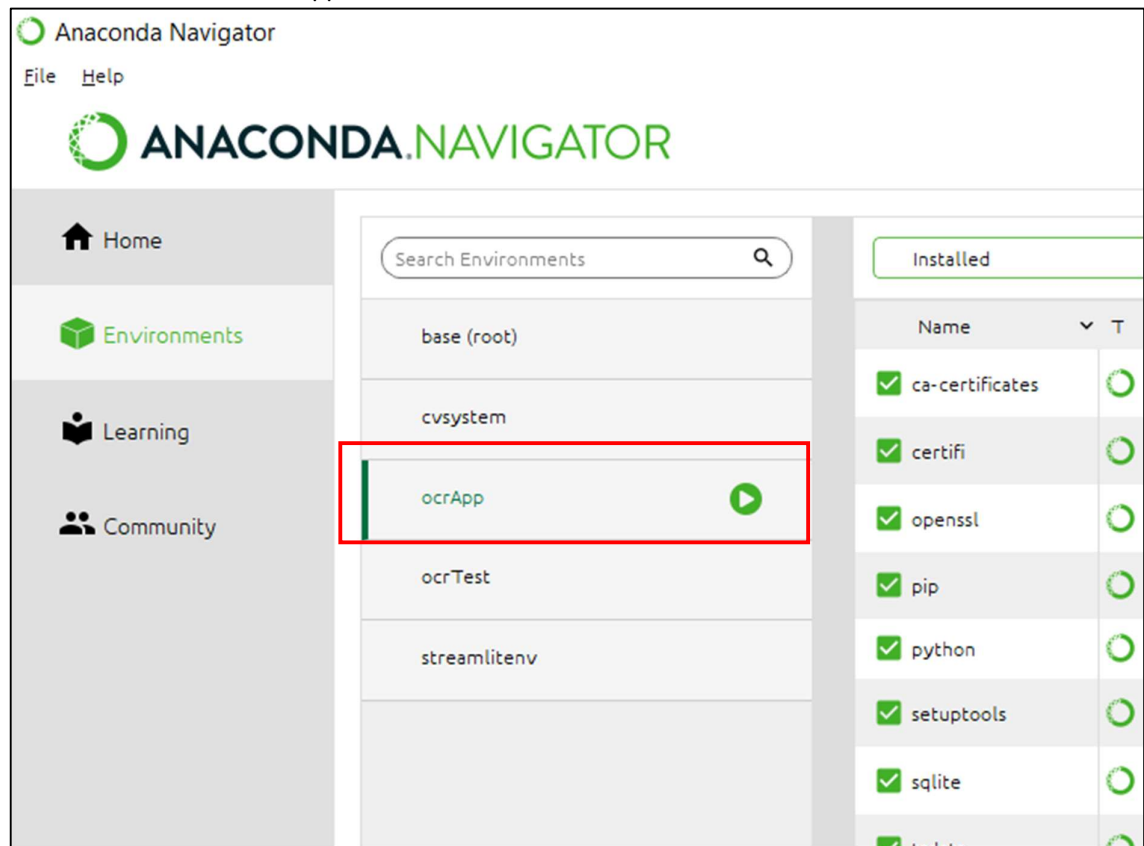 Anaconda Navigator
File Help
ANACONDA.NAVIGATOR
Home
Environments
Learning
Community
Search Environments
base (root)
cvsystem
ocrApp
ocrTest
streamlitenv
Installed
Name T
ca-certificates
certifi
openssl
pip
python
setuptools
sqlite